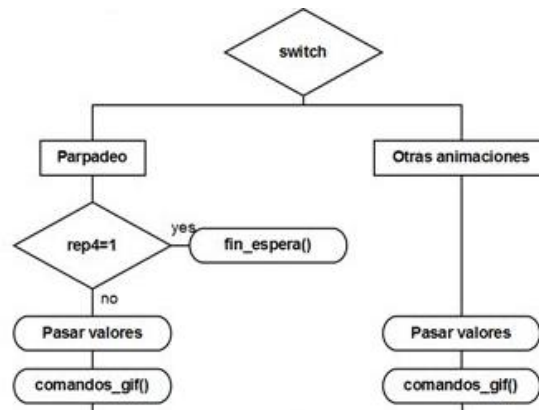 switch
Parpadeo
Otras animaciones
rep4=1
yes
fin_espera()
no
Pasar valores
Pasar valores
comandos_gif()
comandos_gif()